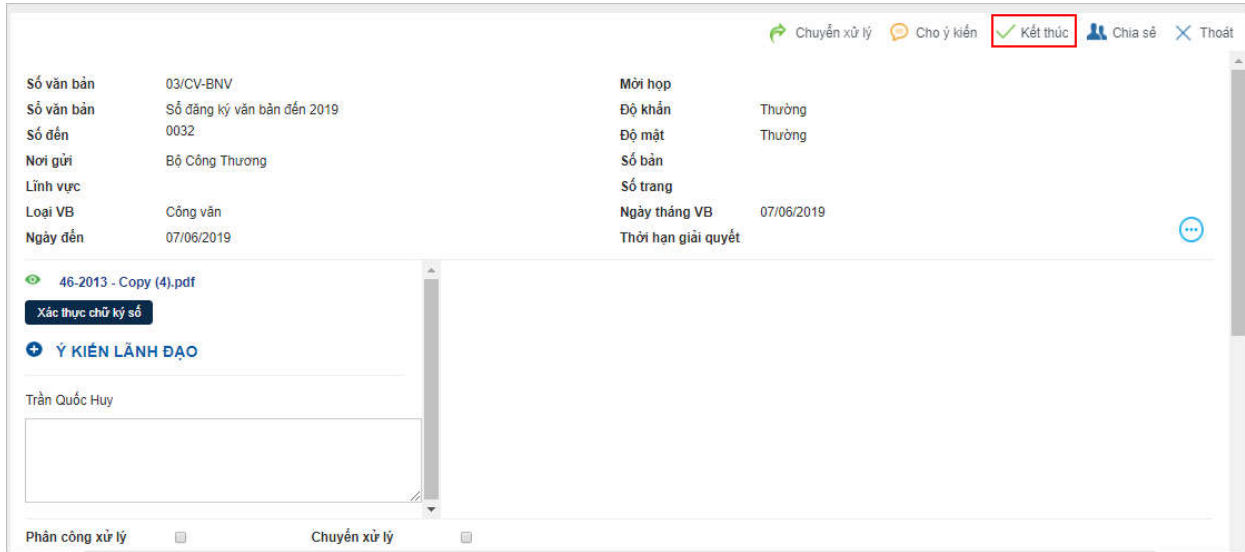 Chuyển xử lý Cho ý kiến Kết thúc Chia sẻ Thoát
Số văn bản 03/CV-BNV Mời họp
Sổ văn bản Sổ đăng ký văn bản đến 2019 Độ khẩn Thường
Số đến 0032 Độ mật Thường
Nơi gửi Bộ Công Thương Số bản
Lĩnh vực Số trang
Loại VB Công văn Ngày tháng VB 07/06/2019
Ngày đến 07/06/2019 Thời hạn giải quyết
46-2013 - Copy (4).pdf
Xác thực chữ ký số
Ý KIẾN LÃNH ĐẠO
Trần Quốc Huy
Phân công xử lý Chuyển xử lý